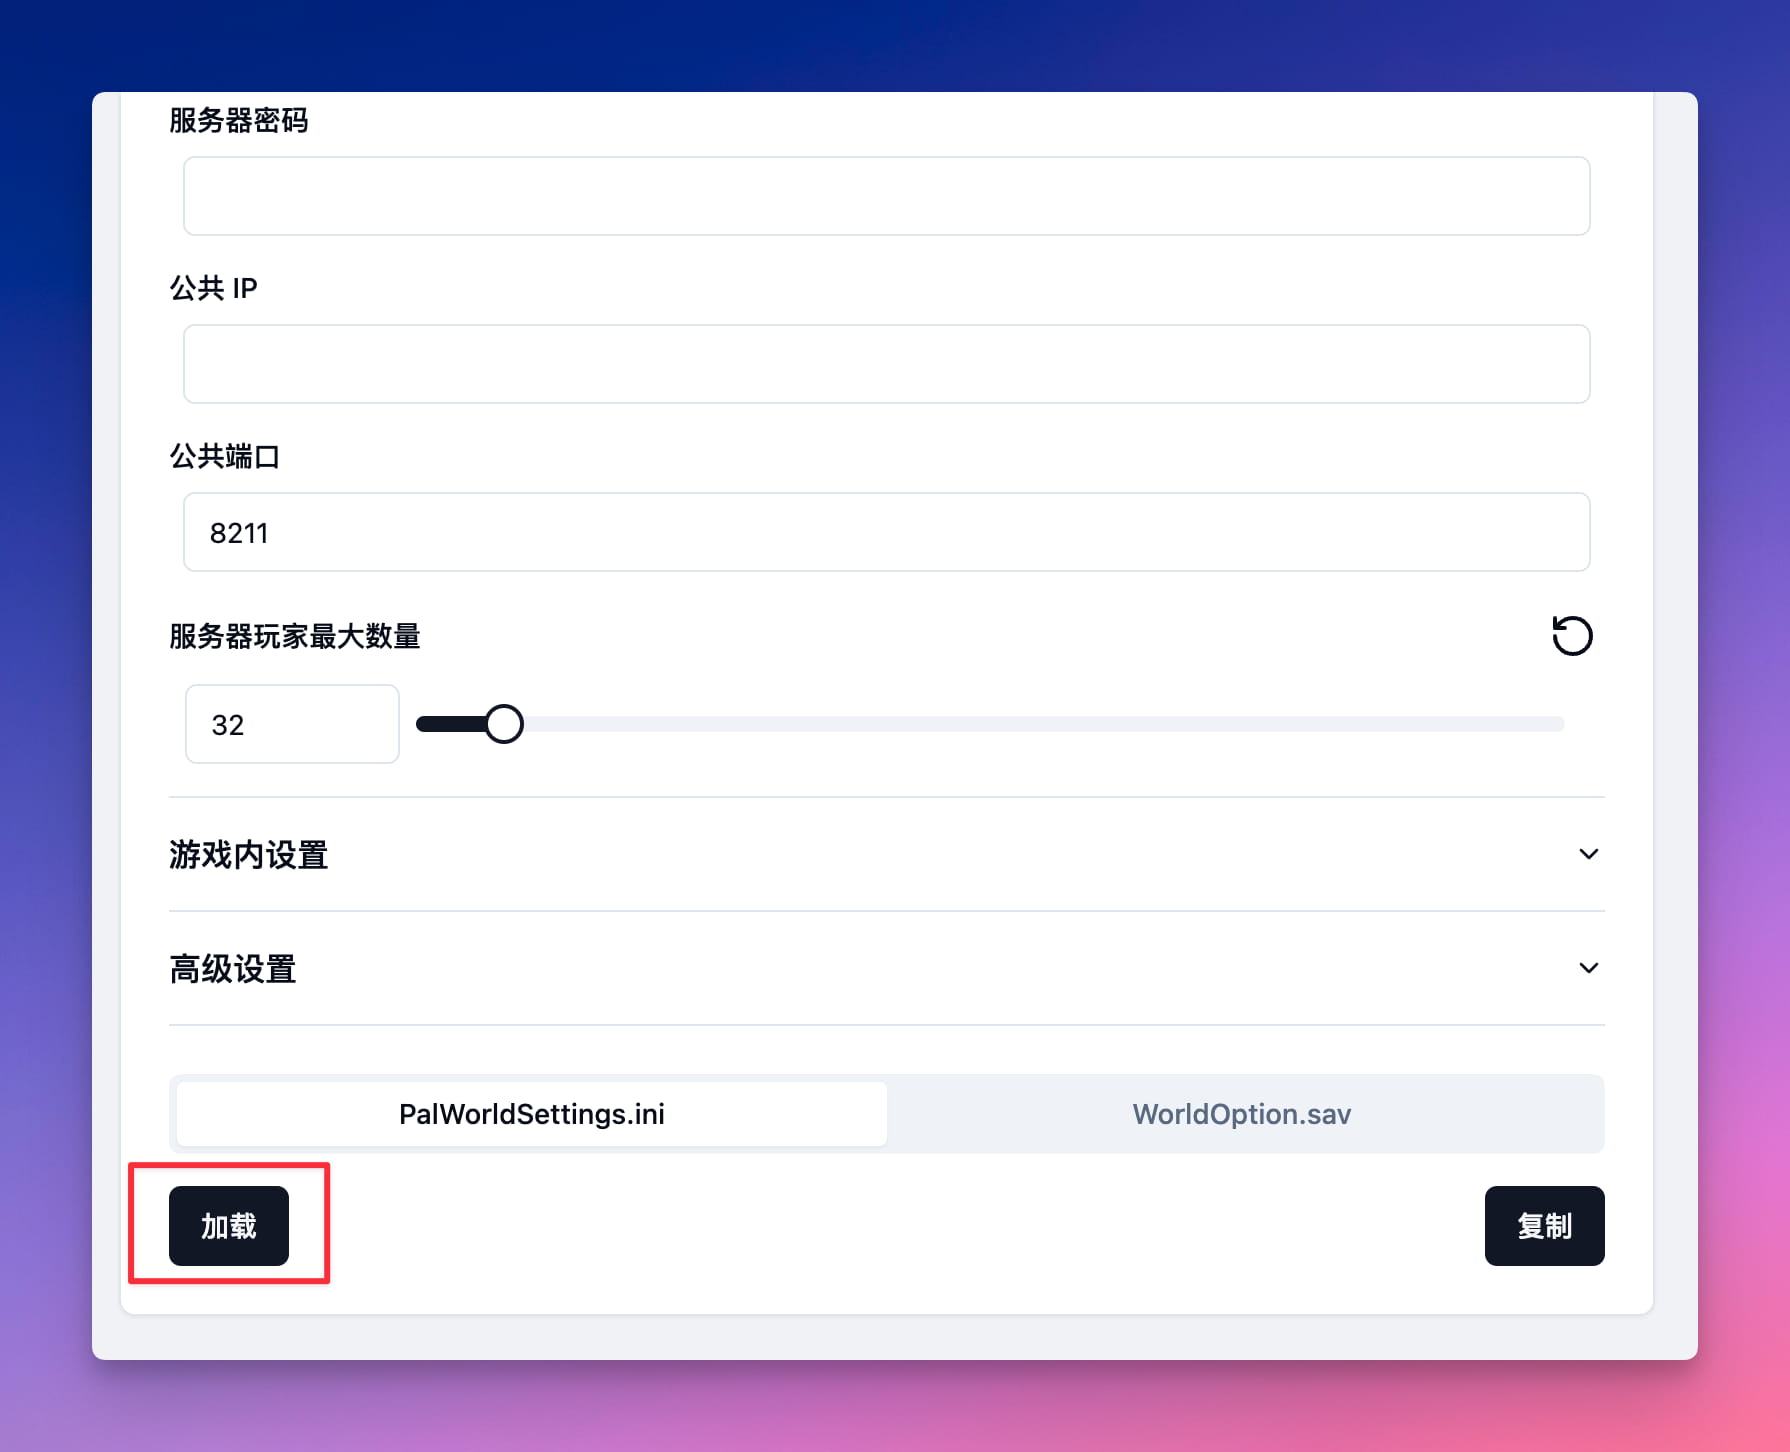 服务器密码
公共 IP
公共端口
8211
服务器玩家最大数量
32
游戏内设置
高级设置
PalWorldSettings.ini
WorldOption.sav
加载
复制